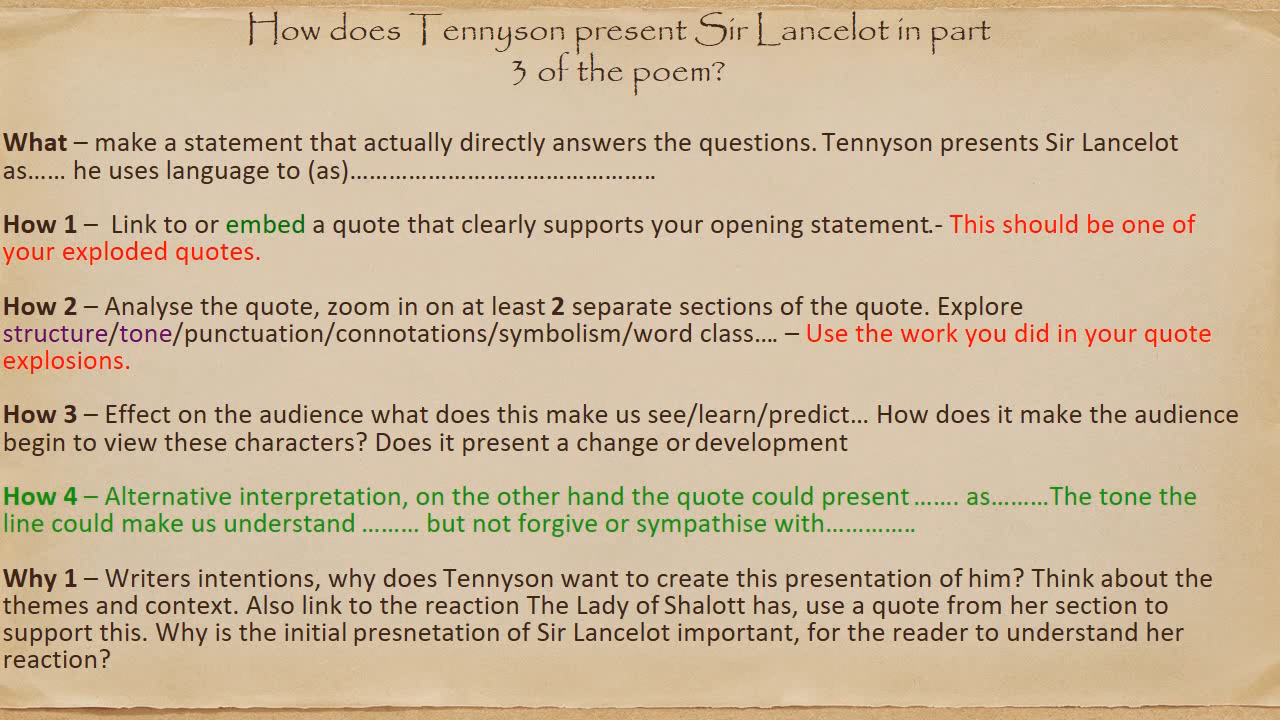 How does Tennyson present Sir Lancelot in part
3 of the poem?
What – make a statement that actually directly answers the questions. Tennyson presents Sir Lancelot
as…… he uses language to (as)…………………………………………..
How 1 – Link to or embed a quote that clearly supports your opening statement.- This should be one of
your exploded quotes.
How 2 – Analyse the quote, zoom in on at least 2 separate sections of the quote. Explore
structure/tone/punctuation/connotations/symbolism/word class…. – Use the work you did in your quote
explosions.
How 3 – Effect on the audience what does this make us see/learn/predict… How does it make the audience
begin to view these characters? Does it present a change or development
How 4 – Alternative interpretation, on the other hand the quote could present ……. as………The tone the
line could make us understand ……… but not forgive or sympathise with…………..
Why 1 – Writers intentions, why does Tennyson want to create this presentation of him? Think about the
themes and context. Also link to the reaction The Lady of Shalott has, use a quote from her section to
support this. Why is the initial presnetation of Sir Lancelot important, for the reader to understand her
reaction?